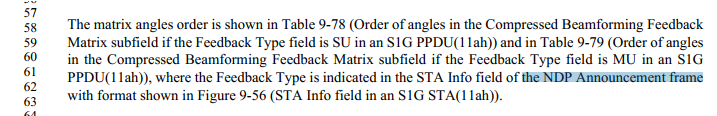 57
58 The matrix angles order is shown in Table 9-78 (Order of angles in the Compressed Beamforming Feedback
59 Matrix subfield if the Feedback Type field is SU in an S1G PPDU(11ah)) and in Table 9-79 (Order of angles
60 in the Compressed Beamforming Feedback Matrix subfield if the Feedback Type field is MU in an S1G
61 PPDU(11ah)), where the Feedback Type is indicated in the STA Info field of the NDP Announcement frame
62 with format shown in Figure 9-56 (STA Info field in an S1G STA(11ah)).
63
64